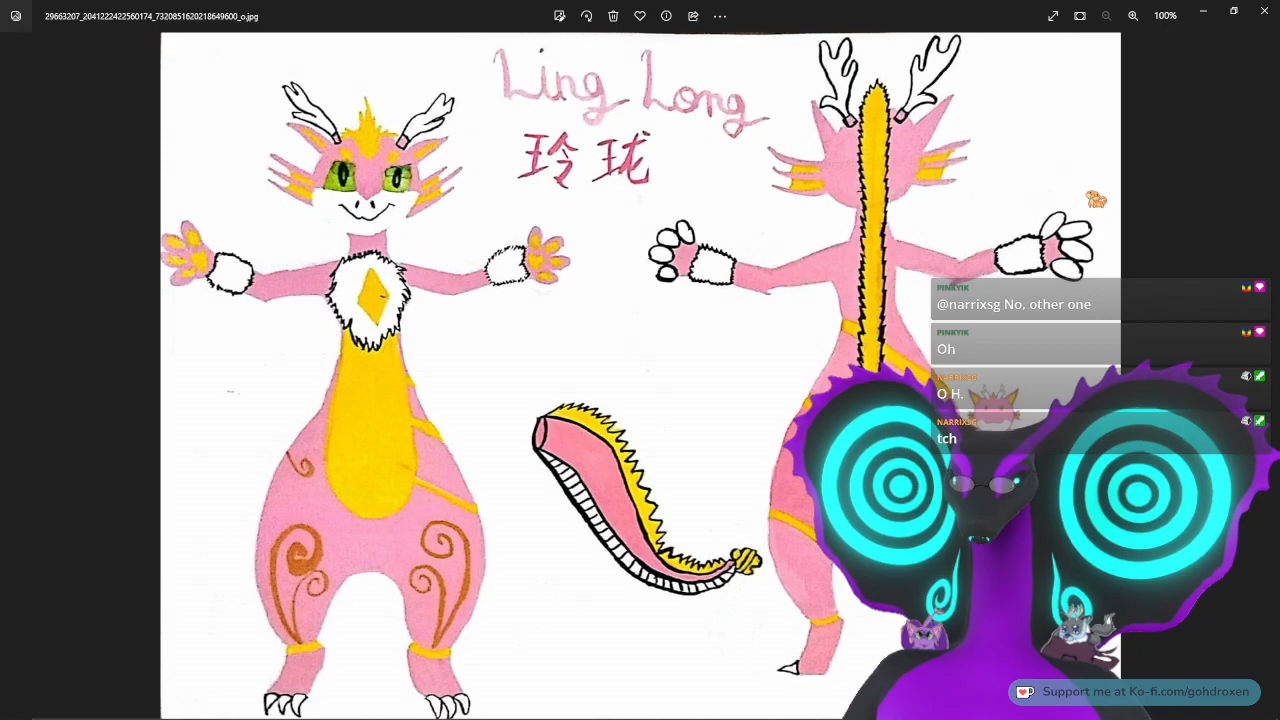 29663207_2041222422560174_7320851620218649600_o.jpg
100%
Ling Long
玲珑
PINKYIK
@narrixsg No, other one
PINKYIK
Oh
NARRIXSG
O H.
NARRIXSG
tch
Support me at Ko-fi.com/gohdroxen